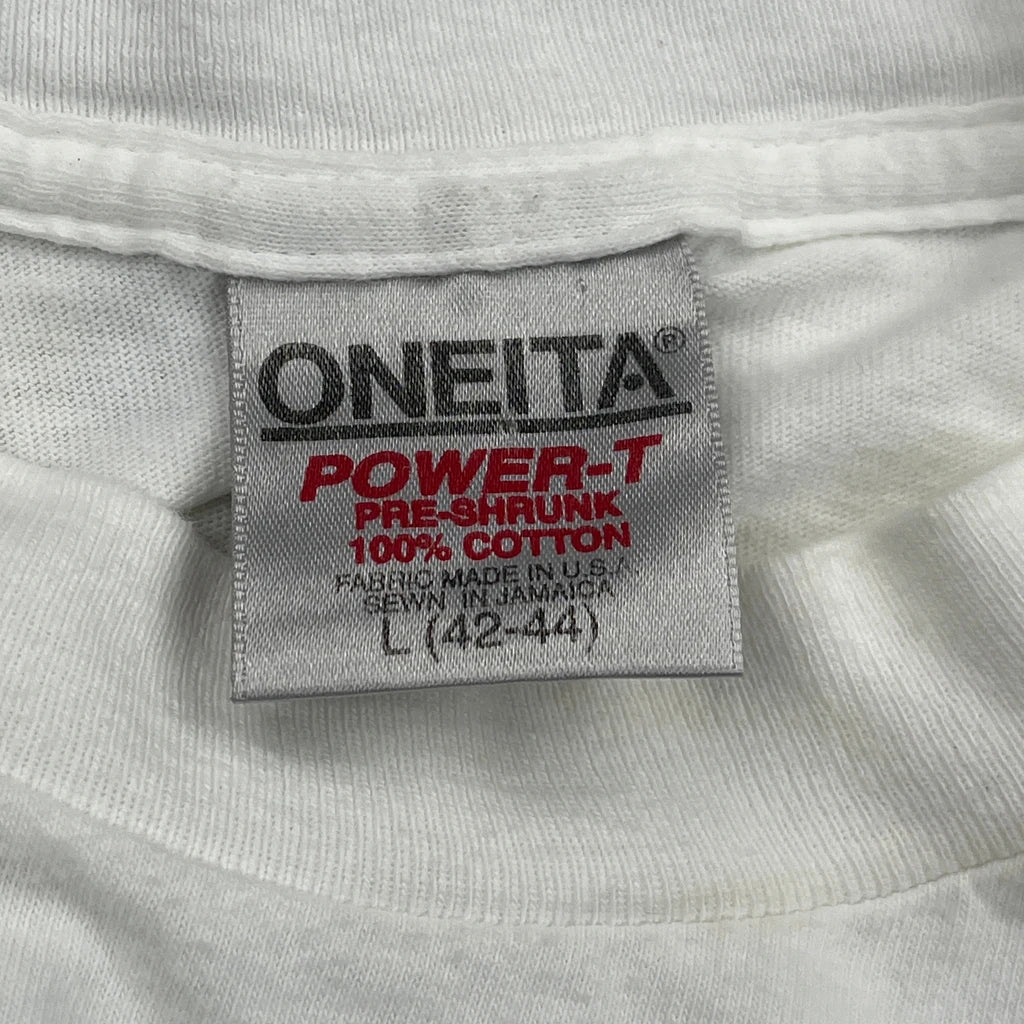 ONEITA®
POWER-T
PRE-SHRUNK
100% COTTON
FABRIC MADE IN U.S.
SEWN IN JAMAICA
L (42-44)